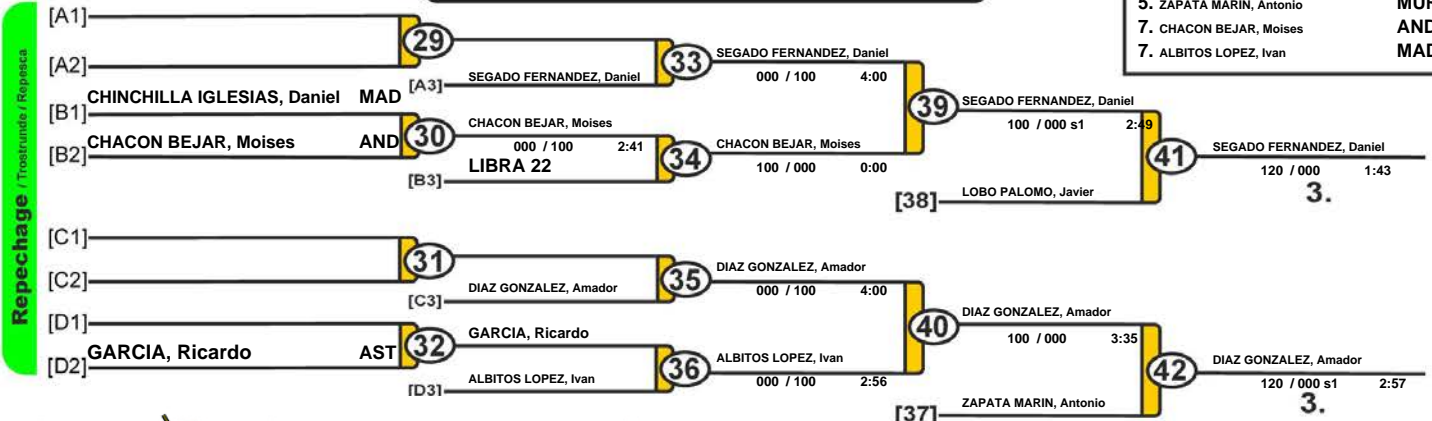 5. ZAPATA MARIN, Antonio
7. CHACON BEJAR, Moises AND
7. ALBITOS LOPEZ, Ivan MAD
Repechage / Trostrunde / Repesca
[A1]
29
[A2]
SEGADO FERNANDEZ, Daniel
[A3]
33
SEGADO FERNANDEZ, Daniel
000 / 100 4:00
[B1] CHINCHILLA IGLESIAS, Daniel MAD
30
[B2] CHACON BEJAR, Moises AND
CHACON BEJAR, Moises
000 / 100 2:41
LIBRA 22
[B3]
34
CHACON BEJAR, Moises
100 / 000 0:00
39
SEGADO FERNANDEZ, Daniel
100 / 000 s1 2:49
[38] LOBO PALOMO, Javier
41
SEGADO FERNANDEZ, Daniel
120 / 000 1:43
3.
[C1]
31
[C2]
DIAZ GONZALEZ, Amador
[C3]
35
DIAZ GONZALEZ, Amador
000 / 100 4:00
[D1]
32
[D2] GARCIA, Ricardo AST
GARCIA, Ricardo
ALBITOS LOPEZ, Ivan
[D3]
36
ALBITOS LOPEZ, Ivan
000 / 100 2:56
40
DIAZ GONZALEZ, Amador
100 / 000 3:35
[37] ZAPATA MARIN, Antonio
42
DIAZ GONZALEZ, Amador
120 / 000 s1 2:57
3.